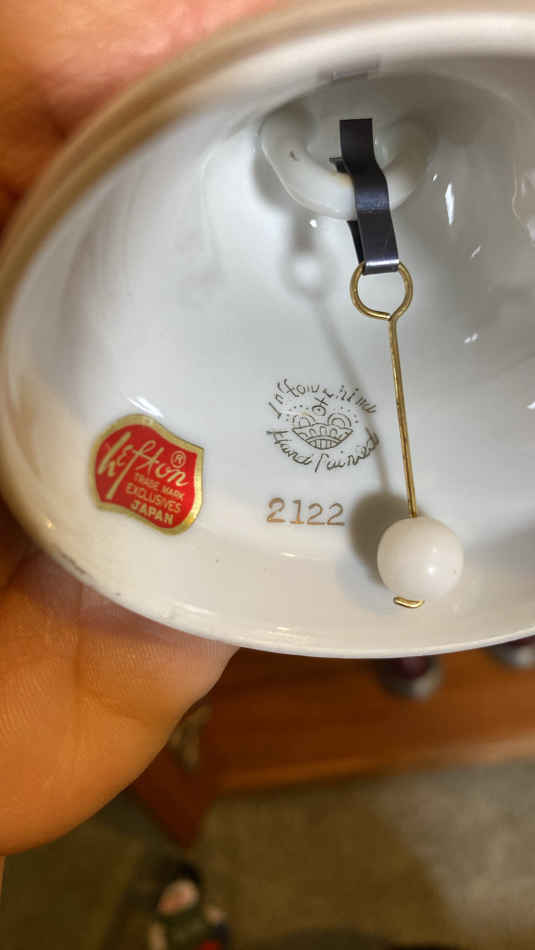 Lefton ®
TRADE MARK
EXCLUSIVES
JAPAN
Lefton China
Hand Painted
2122